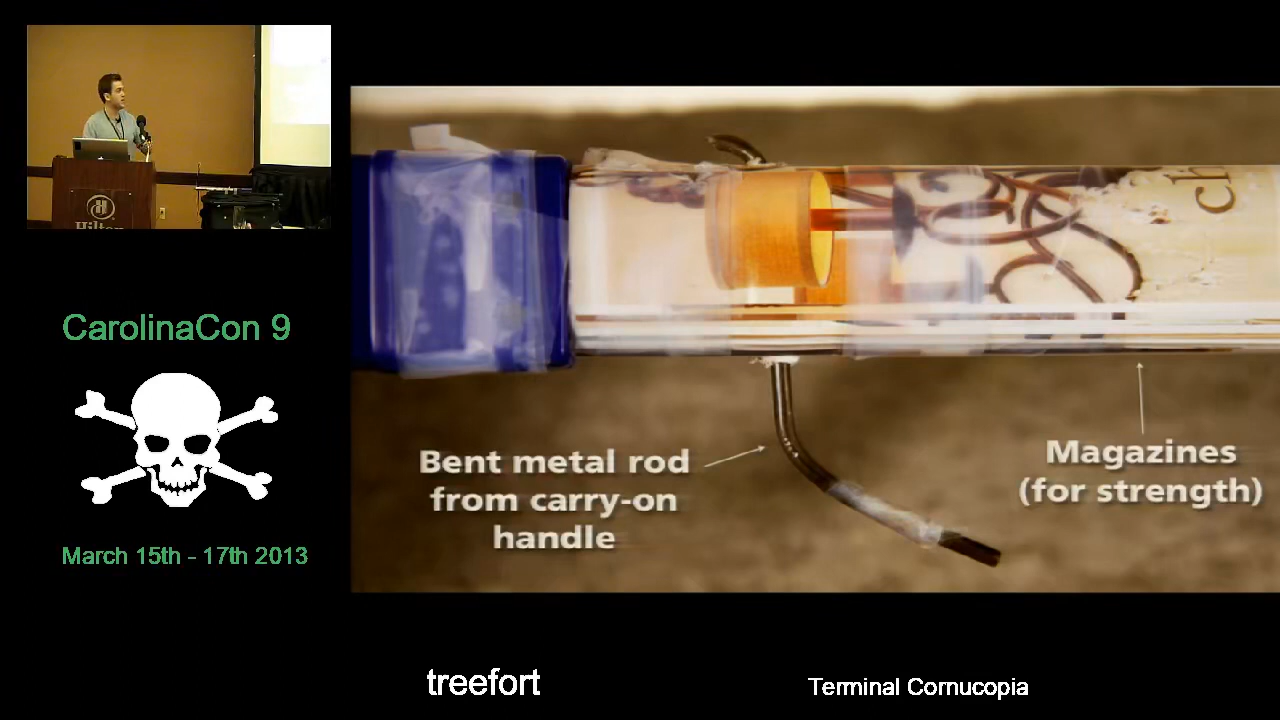 Hilton
CarolinaCon 9
March 15th - 17th 2013
Bent metal rod
from carry-on
handle
Magazines
(for strength)
treefort
Terminal Cornucopia